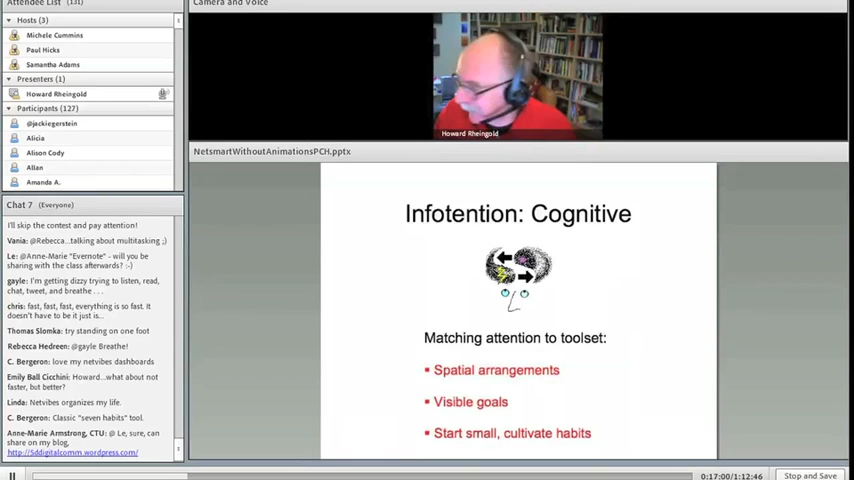 Attendee List (131)
Hosts (3)
Michele Cummins
Paul Hicks
Samantha Adams
Presenters (1)
Howard Rheingold
Participants (127)
@jackiegerstein
Alicia
Alison Cody
Allan
Amanda A.
Chat 7 (Everyone)
I'll skip the contest and pay attention!
Vania: @Rebecca...talking about multitasking ;)
Le: @Anne-Marie "Evernote" - will you be
sharing with the class afterwards? :-)
gayle: I'm getting dizzy trying to listen, read,
chat, tweet, and breathe . . .
chris: fast, fast, fast, everything is so fast. It
doesn't have to be it just is...
Thomas Slomka: try standing on one foot
Rebecca Hedreen: @gayle Breathe!
C. Bergeron: love my netvibes dashboards
Emily Ball Cicchini: Howard...what about not
faster, but better?
Linda: Netvibes organizes my life.
C. Bergeron: Classic "seven habits" tool.
Anne-Marie Armstrong, CTU: @ Le, sure, can
share on my blog,
http://5ddigitalcomm.wordpress.com/
Camera and Voice
Howard Rheingold
NetsmartWithoutAnimationsPCH.pptx
Infotention: Cognitive
Matching attention to toolset:
▪ Spatial arrangements
▪ Visible goals
▪ Start small, cultivate habits
0:17:00/1:12:46
Stop and Save